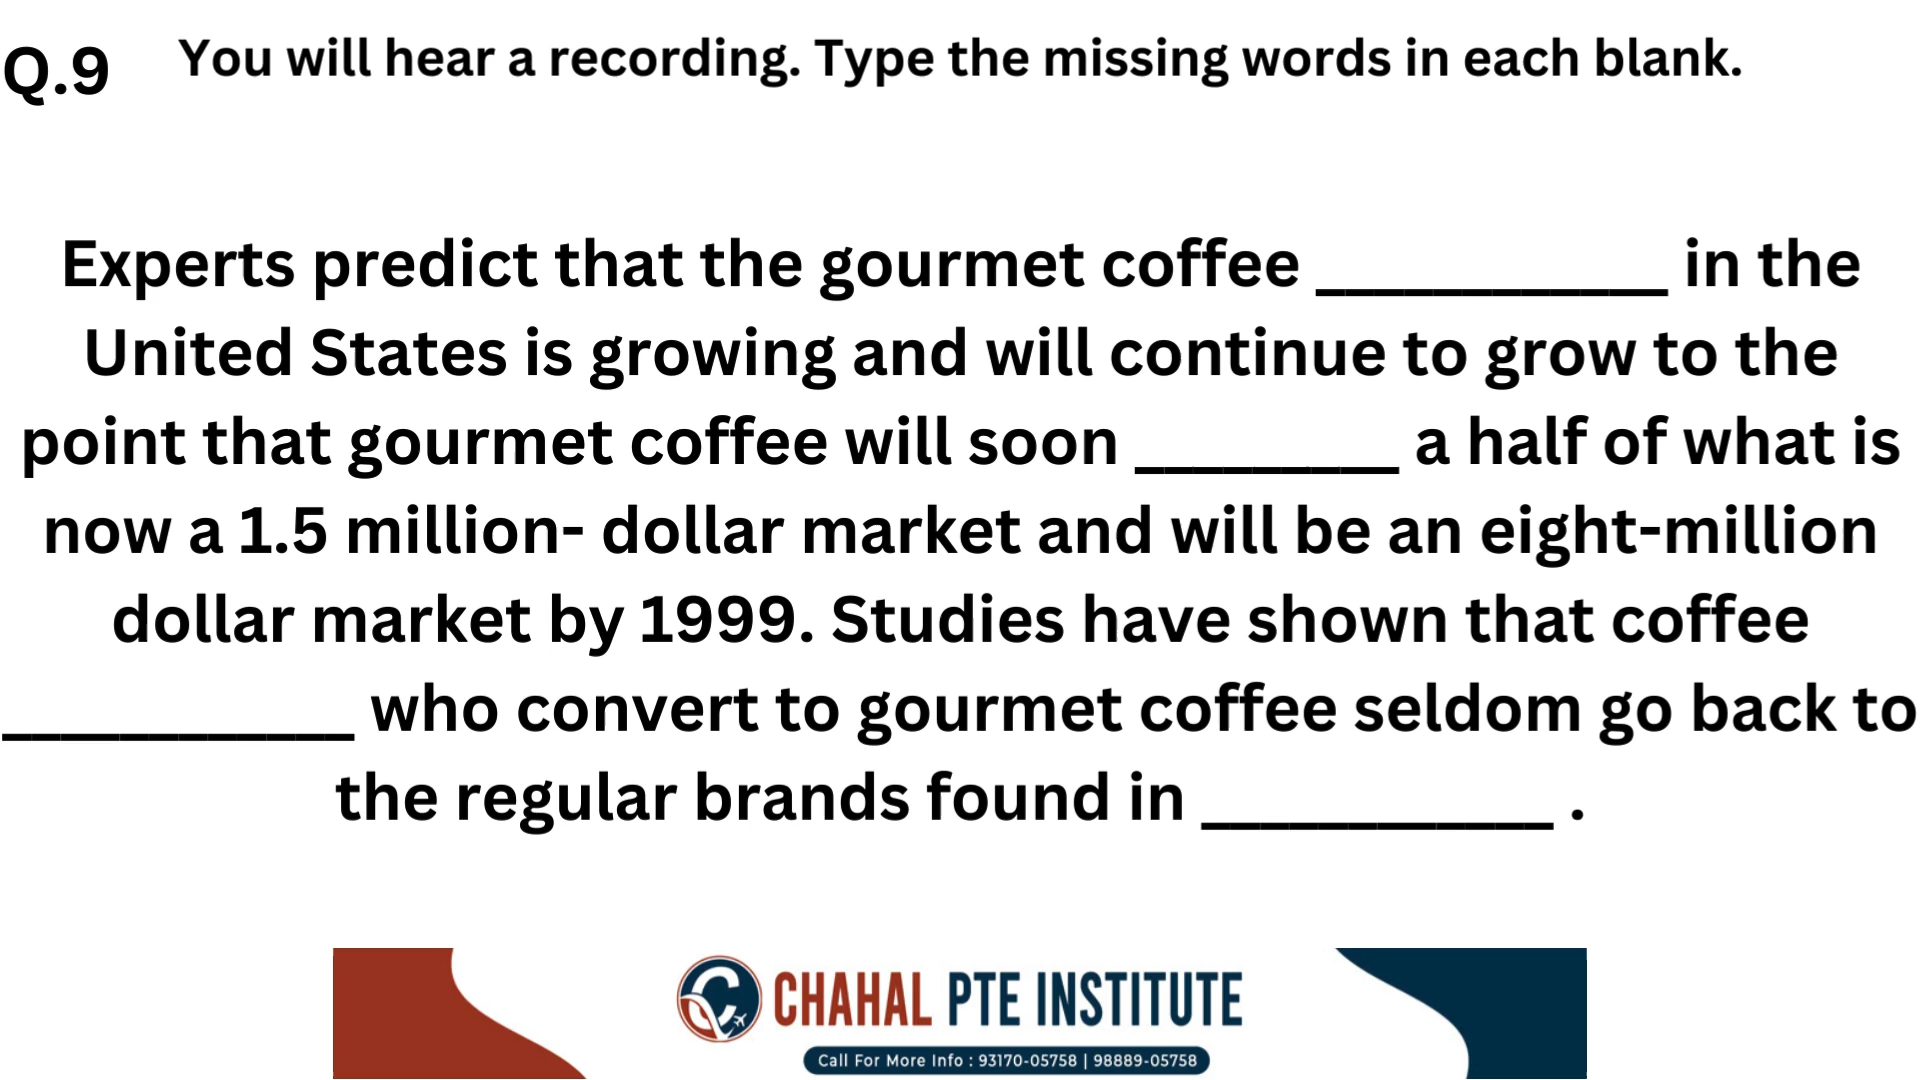 Q.9 You will hear a recording. Type the missing words in each blank.
Experts predict that the gourmet coffee ____________ in the
United States is growing and will continue to grow to the
point that gourmet coffee will soon _________ a half of what is
now a 1.5 million- dollar market and will be an eight-million
dollar market by 1999. Studies have shown that coffee
____________ who convert to gourmet coffee seldom go back to
the regular brands found in ____________ .
CHAHAL PTE INSTITUTE
Call For More Info : 93170-05758 | 98889-05758